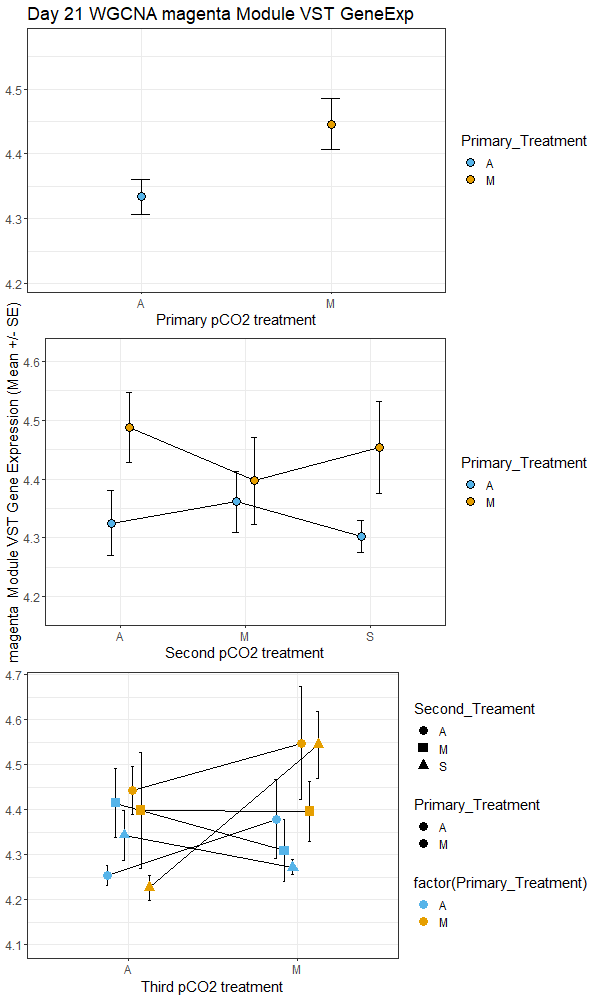 Day 21 WGCNA magenta Module VST GeneExp
4.5
4.4
4.3
4.2
A
M
Primary pCO2 treatment
Primary_Treatment
A
M
magenta  Module VST Gene Expression (Mean +/- SE)
4.6
4.5
4.4
4.3
4.2
A
M
S
Second pCO2 treatment
Primary_Treatment
A
M
4.7
4.6
4.5
4.4
4.3
4.2
4.1
A
M
Third pCO2 treatment
Second_Treament
A
M
S
Primary_Treatment
A
M
factor(Primary_Treatment)
A
M